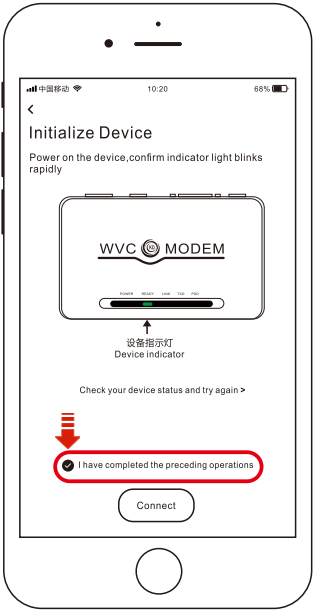 中国移动 10:20 68%
Initialize Device
Power on the device,confirm indicator light blinks
rapidly
WVC MODEM
POWER READY LINK TXD PXD
设备指示灯
Device indicator
Check your device status and try again >
I have completed the preceding operations
Connect